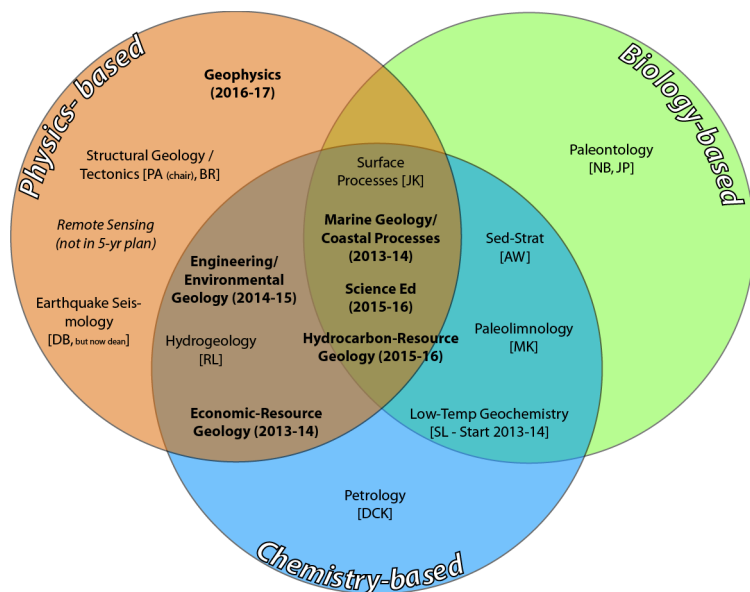 Physics- based
Biology-based
Geophysics
(2016-17)
Structural Geology /
Tectonics [PA (chair), BR]
Surface
Processes [JK]
Paleontology
[NB, JP]
Remote Sensing
(not in 5-yr plan)
Marine Geology/
Coastal Processes
(2013-14)
Sed-Strat
[AW]
Engineering/
Environmental
Geology (2014-15)
Science Ed
(2015-16)
Earthquake Seis-
mology
[DB, but now dean]
Hydrogeology
[RL]
Hydrocarbon-Resource
Geology (2015-16)
Paleolimnology
[MK]
Economic-Resource
Geology (2013-14)
Low-Temp Geochemistry
[SL - Start 2013-14]
Petrology
[DCK]
Chemistry-based